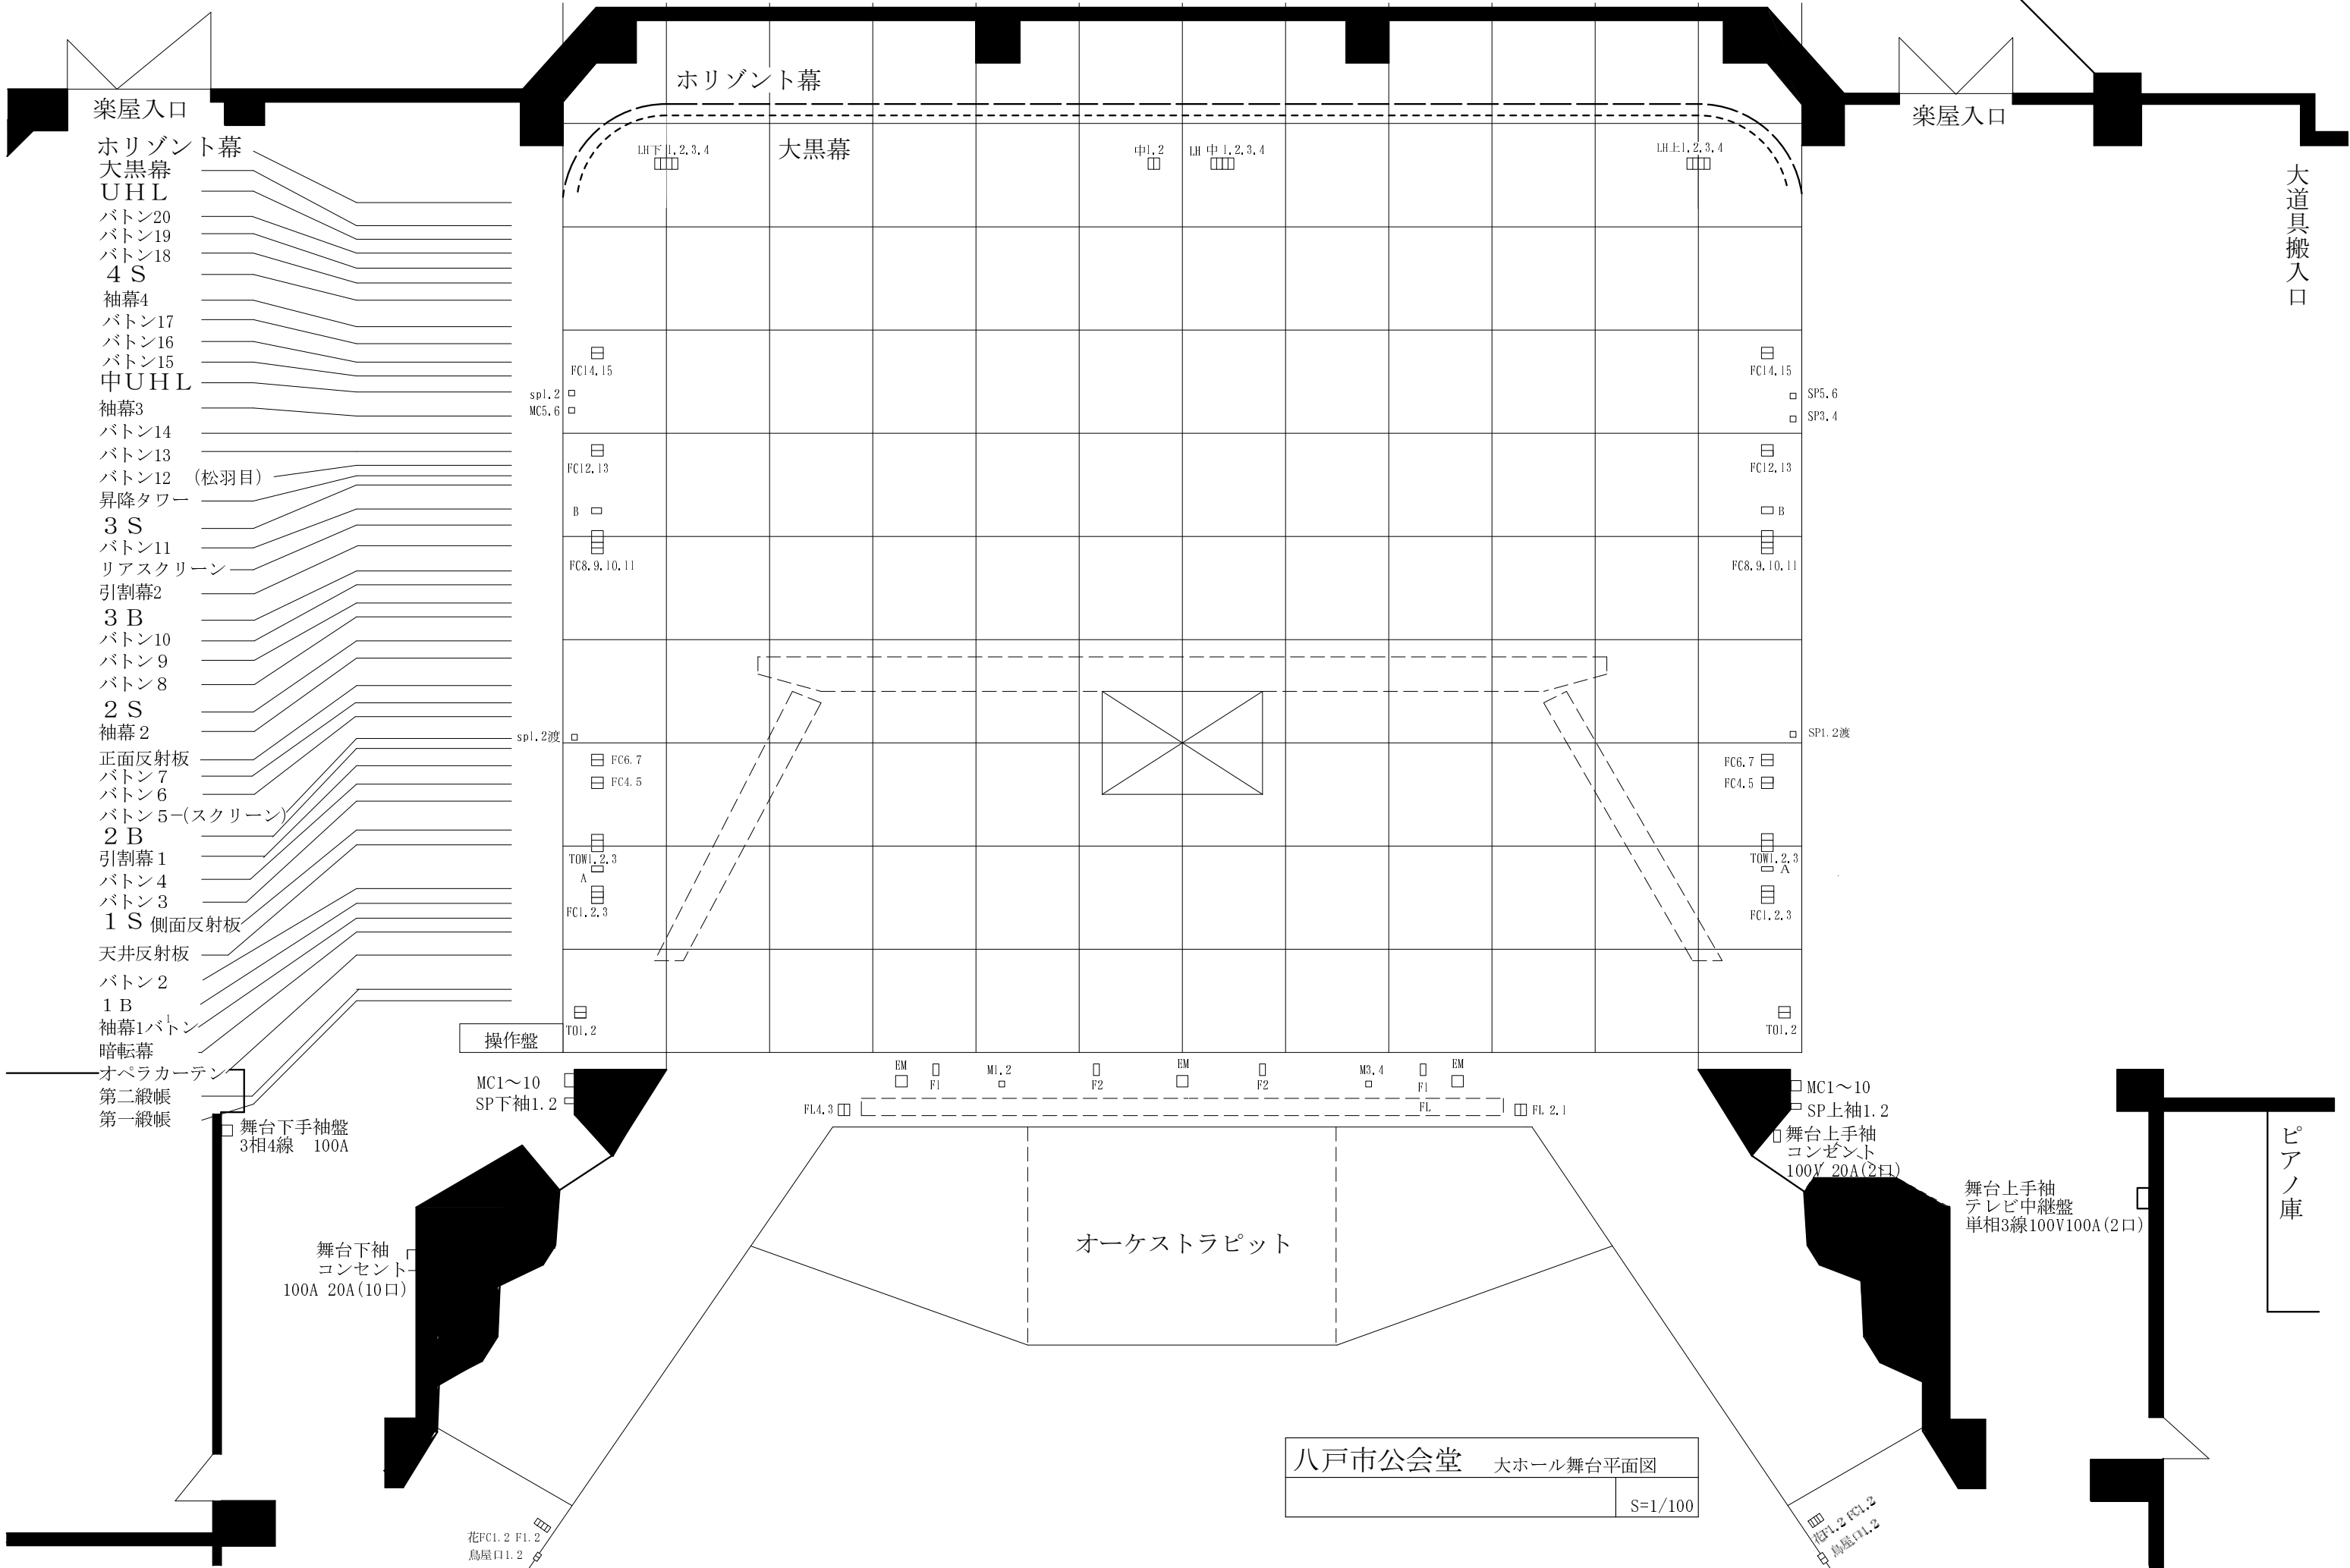 ホリゾント幕
楽屋入口
楽屋入口
大黒幕
LH下 1,2,3,4
中1,2
LH 中 1,2,3,4
LH上1,2,3,4
大道具搬入口
ホリゾント幕
大黒幕
UHL
バトン20
バトン19
バトン18
4S
袖幕4
バトン17
バトン16
バトン15
中UHL
袖幕3
バトン14
バトン13
バトン12 (松羽目)
昇降タワー
3S
バトン11
リアスクリーン
引割幕2
3B
バトン10
バトン9
バトン8
2S
袖幕2
正面反射板
バトン7
バトン6
バトン5-(スクリーン)
2B
引割幕1
バトン4
バトン3
1S 側面反射板
天井反射板
バトン2
1B
袖幕1バトン1
暗転幕
オペラカーテン
第二緞帳
第一緞帳
FC14,15
FC14,15
sp1.2
MC5.6
SP5.6
SP3.4
FC12,13
FC12,13
B
B
FC8,9,10,11
FC8,9,10,11
sp1.2渡
SP1.2渡
FC6.7
FC6.7
FC4.5
FC4.5
TOW1.2.3
TOW1.2.3
A
A
FC1.2.3
FC1.2.3
TO1.2
TO1.2
操作盤
EM
F1
M1.2
F2
EM
F2
M3.4
F1
EM
FL4.3
FL
FL 2.1
MC1～10
SP下袖1.2
MC1～10
SP上袖1.2
舞台下手袖盤
3相4線 100A
舞台上手袖
コンセント
100V 20A(2口)
舞台上手袖
テレビ中継盤
単相3線100V100A(2口)
ピアノ庫
舞台下袖
コンセント
100A 20A(10口)
オーケストラピット
八戸市公会堂 大ホール舞台平面図
S=1/100
花FC1.2 F1.2
鳥屋口1.2
花F1.2 FC1.2
鳥屋口1.2